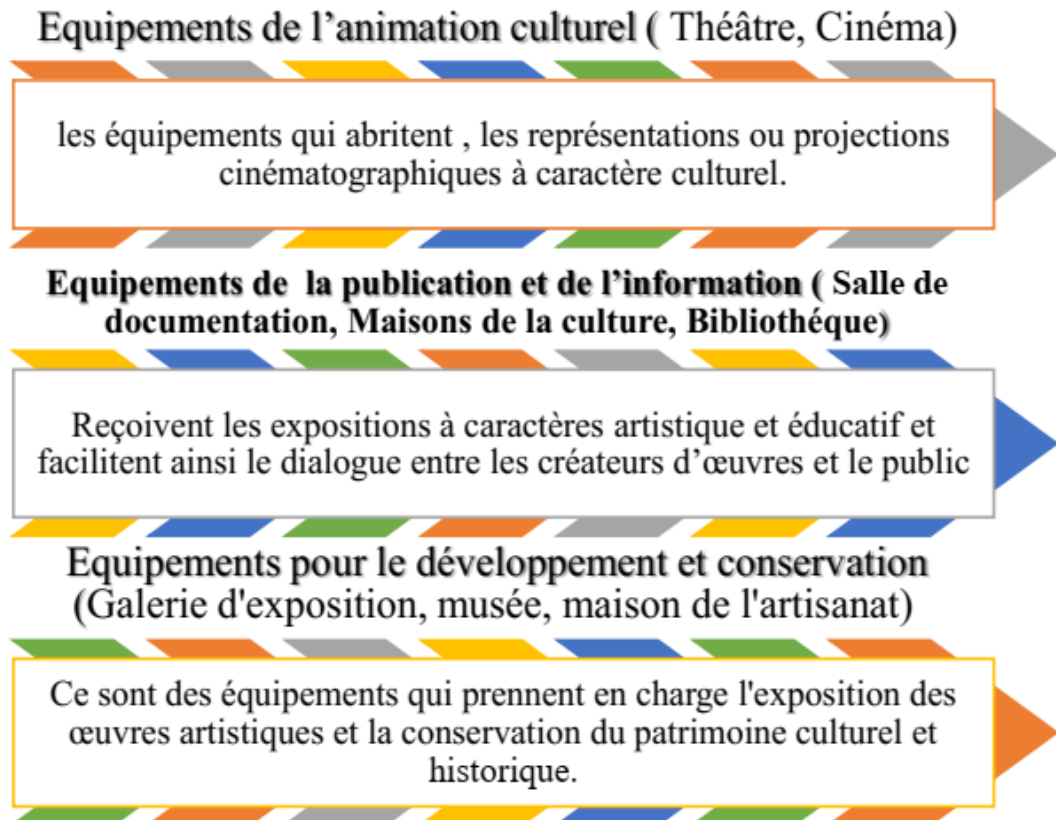 Equipements de l’animation culturel ( Théâtre, Cinéma)
les équipements qui abritent , les représentations ou projections
cinématographiques à caractère culturel.
Equipements de la publication et de l’information ( Salle de
documentation, Maisons de la culture, Bibliothéque)
Reçoivent les expositions à caractères artistique et éducatif et
facilitent ainsi le dialogue entre les créateurs d’œuvres et le public
Equipements pour le développement et conservation
(Galerie d'exposition, musée, maison de l'artisanat)
Ce sont des équipements qui prennent en charge l'exposition des
œuvres artistiques et la conservation du patrimoine culturel et
historique.